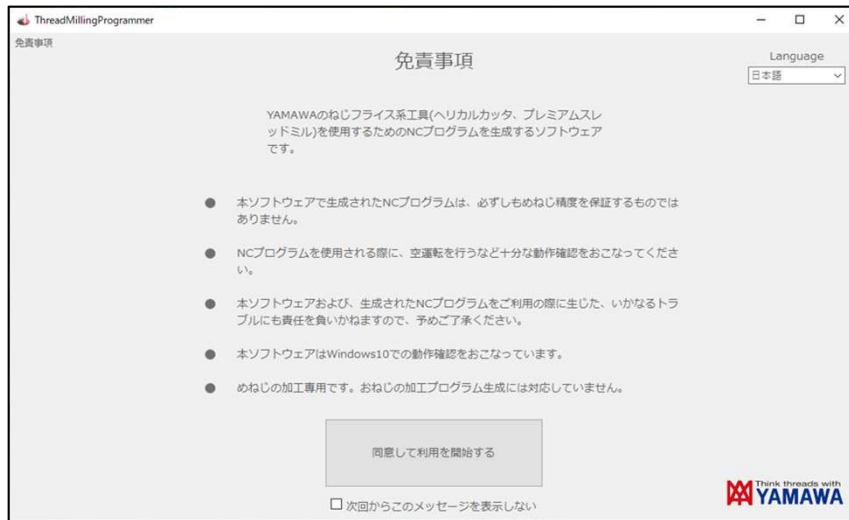 ThreadMillingProgrammer
免責事項
免責事項
Language
日本語
YAMAWAのねじフライス系工具(ヘリカルカッタ、プレミアムスレ
ッドミル)を使用するためのNCプログラムを生成するソフトウェア
です。
● 本ソフトウェアで生成されたNCプログラムは、必ずしもめねじ精度を保証するものでは
ありません。
● NCプログラムを使用される際に、空運転を行うなど十分な動作確認をおこなってくださ
い。
● 本ソフトウェアおよび、生成されたNCプログラムをご利用の際に生じた、いかなるトラ
ブルにも責任を負いかねますので、予めご了承ください。
● 本ソフトウェアはWindows10での動作確認をおこなっています。
● めねじの加工専用です。おねじの加工プログラム生成には対応していません。
同意して利用を開始する
次回からこのメッセージを表示しない
Think threads with
YAMAWA